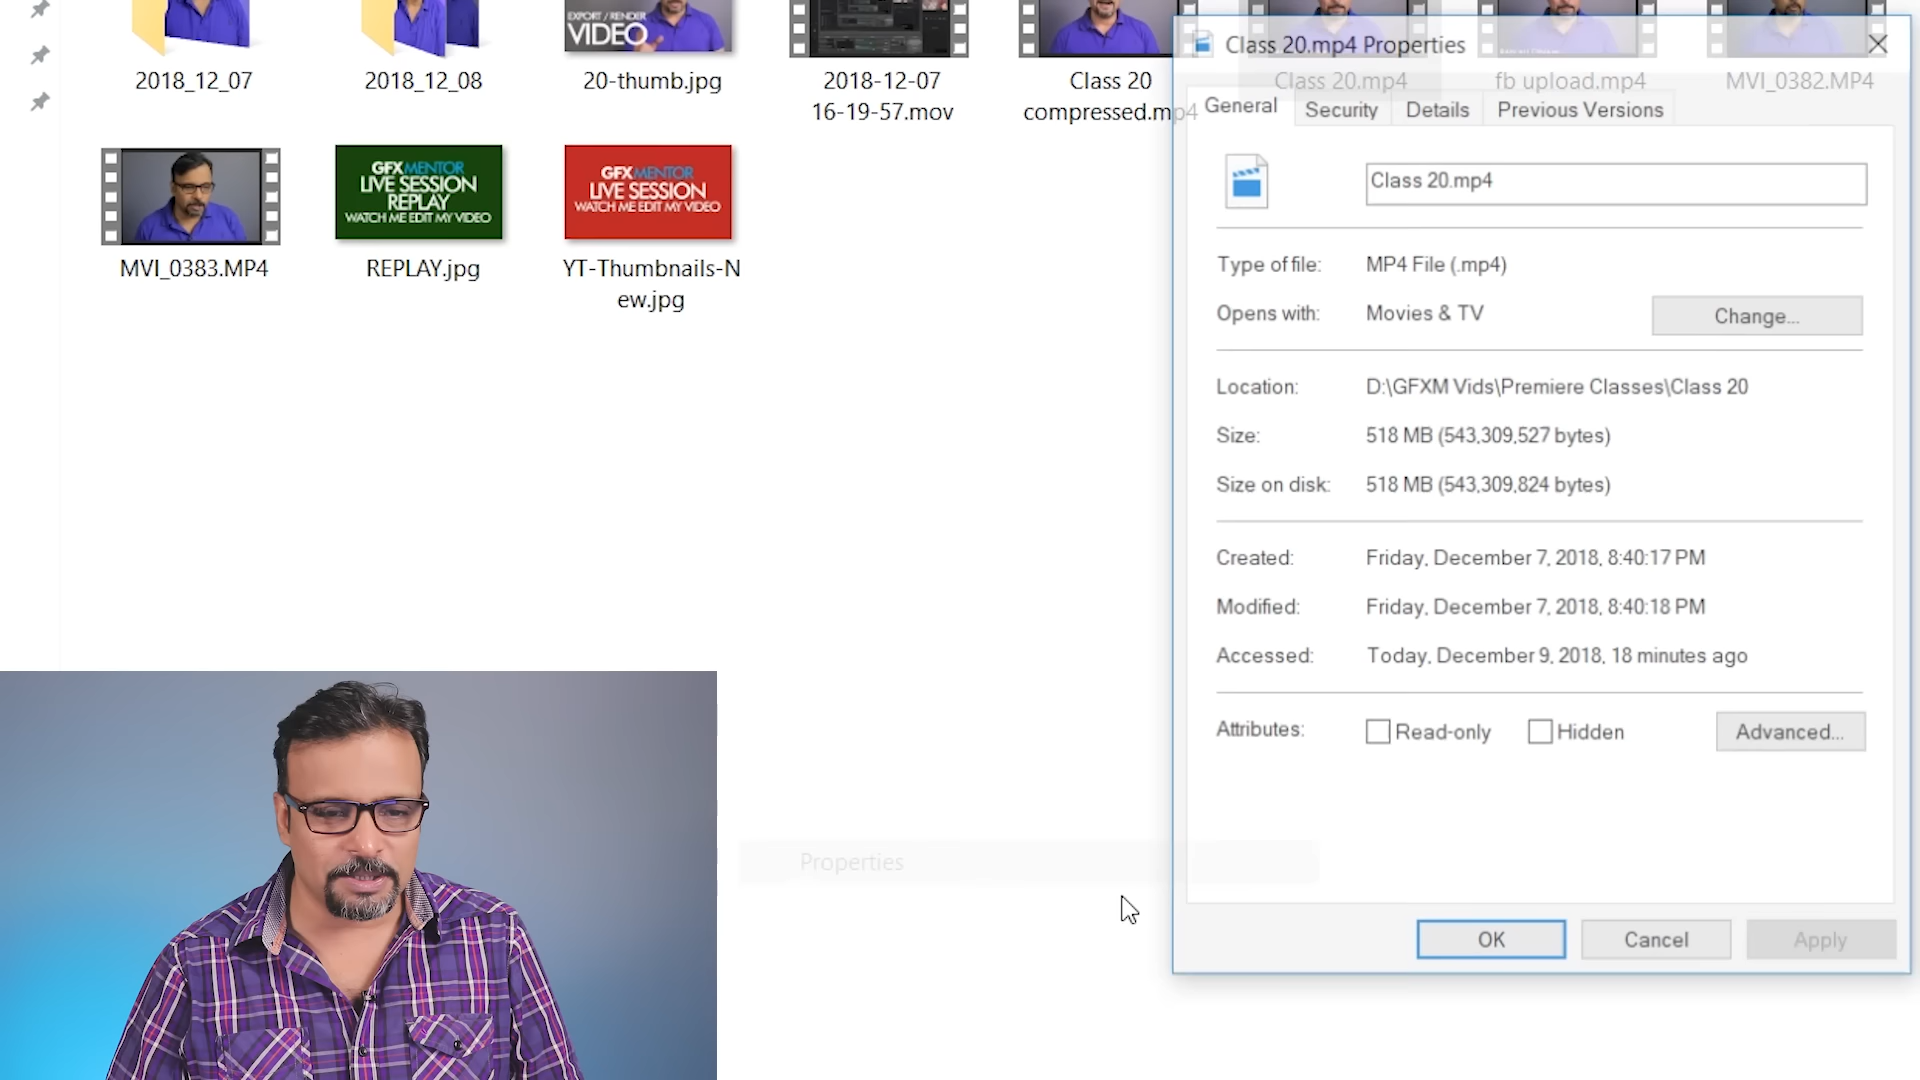 EXPORT / RENDER
VIDEO
2018_12_07
2018_12_08
20-thumb.jpg
2018-12-07
16-19-57.mov
Class 20
compressed.mp4
Class 20.mp4
fb upload.mp4
MVI_0382.MP4
GFXMENTOR
LIVE SESSION
REPLAY
WATCH ME EDIT MY VIDEO
GFXMENTOR
LIVE SESSION
WATCH ME EDIT MY VIDEO
MVI_0383.MP4
REPLAY.jpg
YT-Thumbnails-N
ew.jpg
Properties
Class 20.mp4 Properties
General
Security
Details
Previous Versions
Class 20.mp4
Type of file: MP4 File (.mp4)
Opens with: Movies & TV
Change...
Location: D:\GFXM Vids\Premiere Classes\Class 20
Size: 518 MB (543,309,527 bytes)
Size on disk: 518 MB (543,309,824 bytes)
Created: Friday, December 7, 2018, 8:40:17 PM
Modified: Friday, December 7, 2018, 8:40:18 PM
Accessed: Today, December 9, 2018, 18 minutes ago
Attributes: Read-only Hidden Advanced...
OK
Cancel
Apply